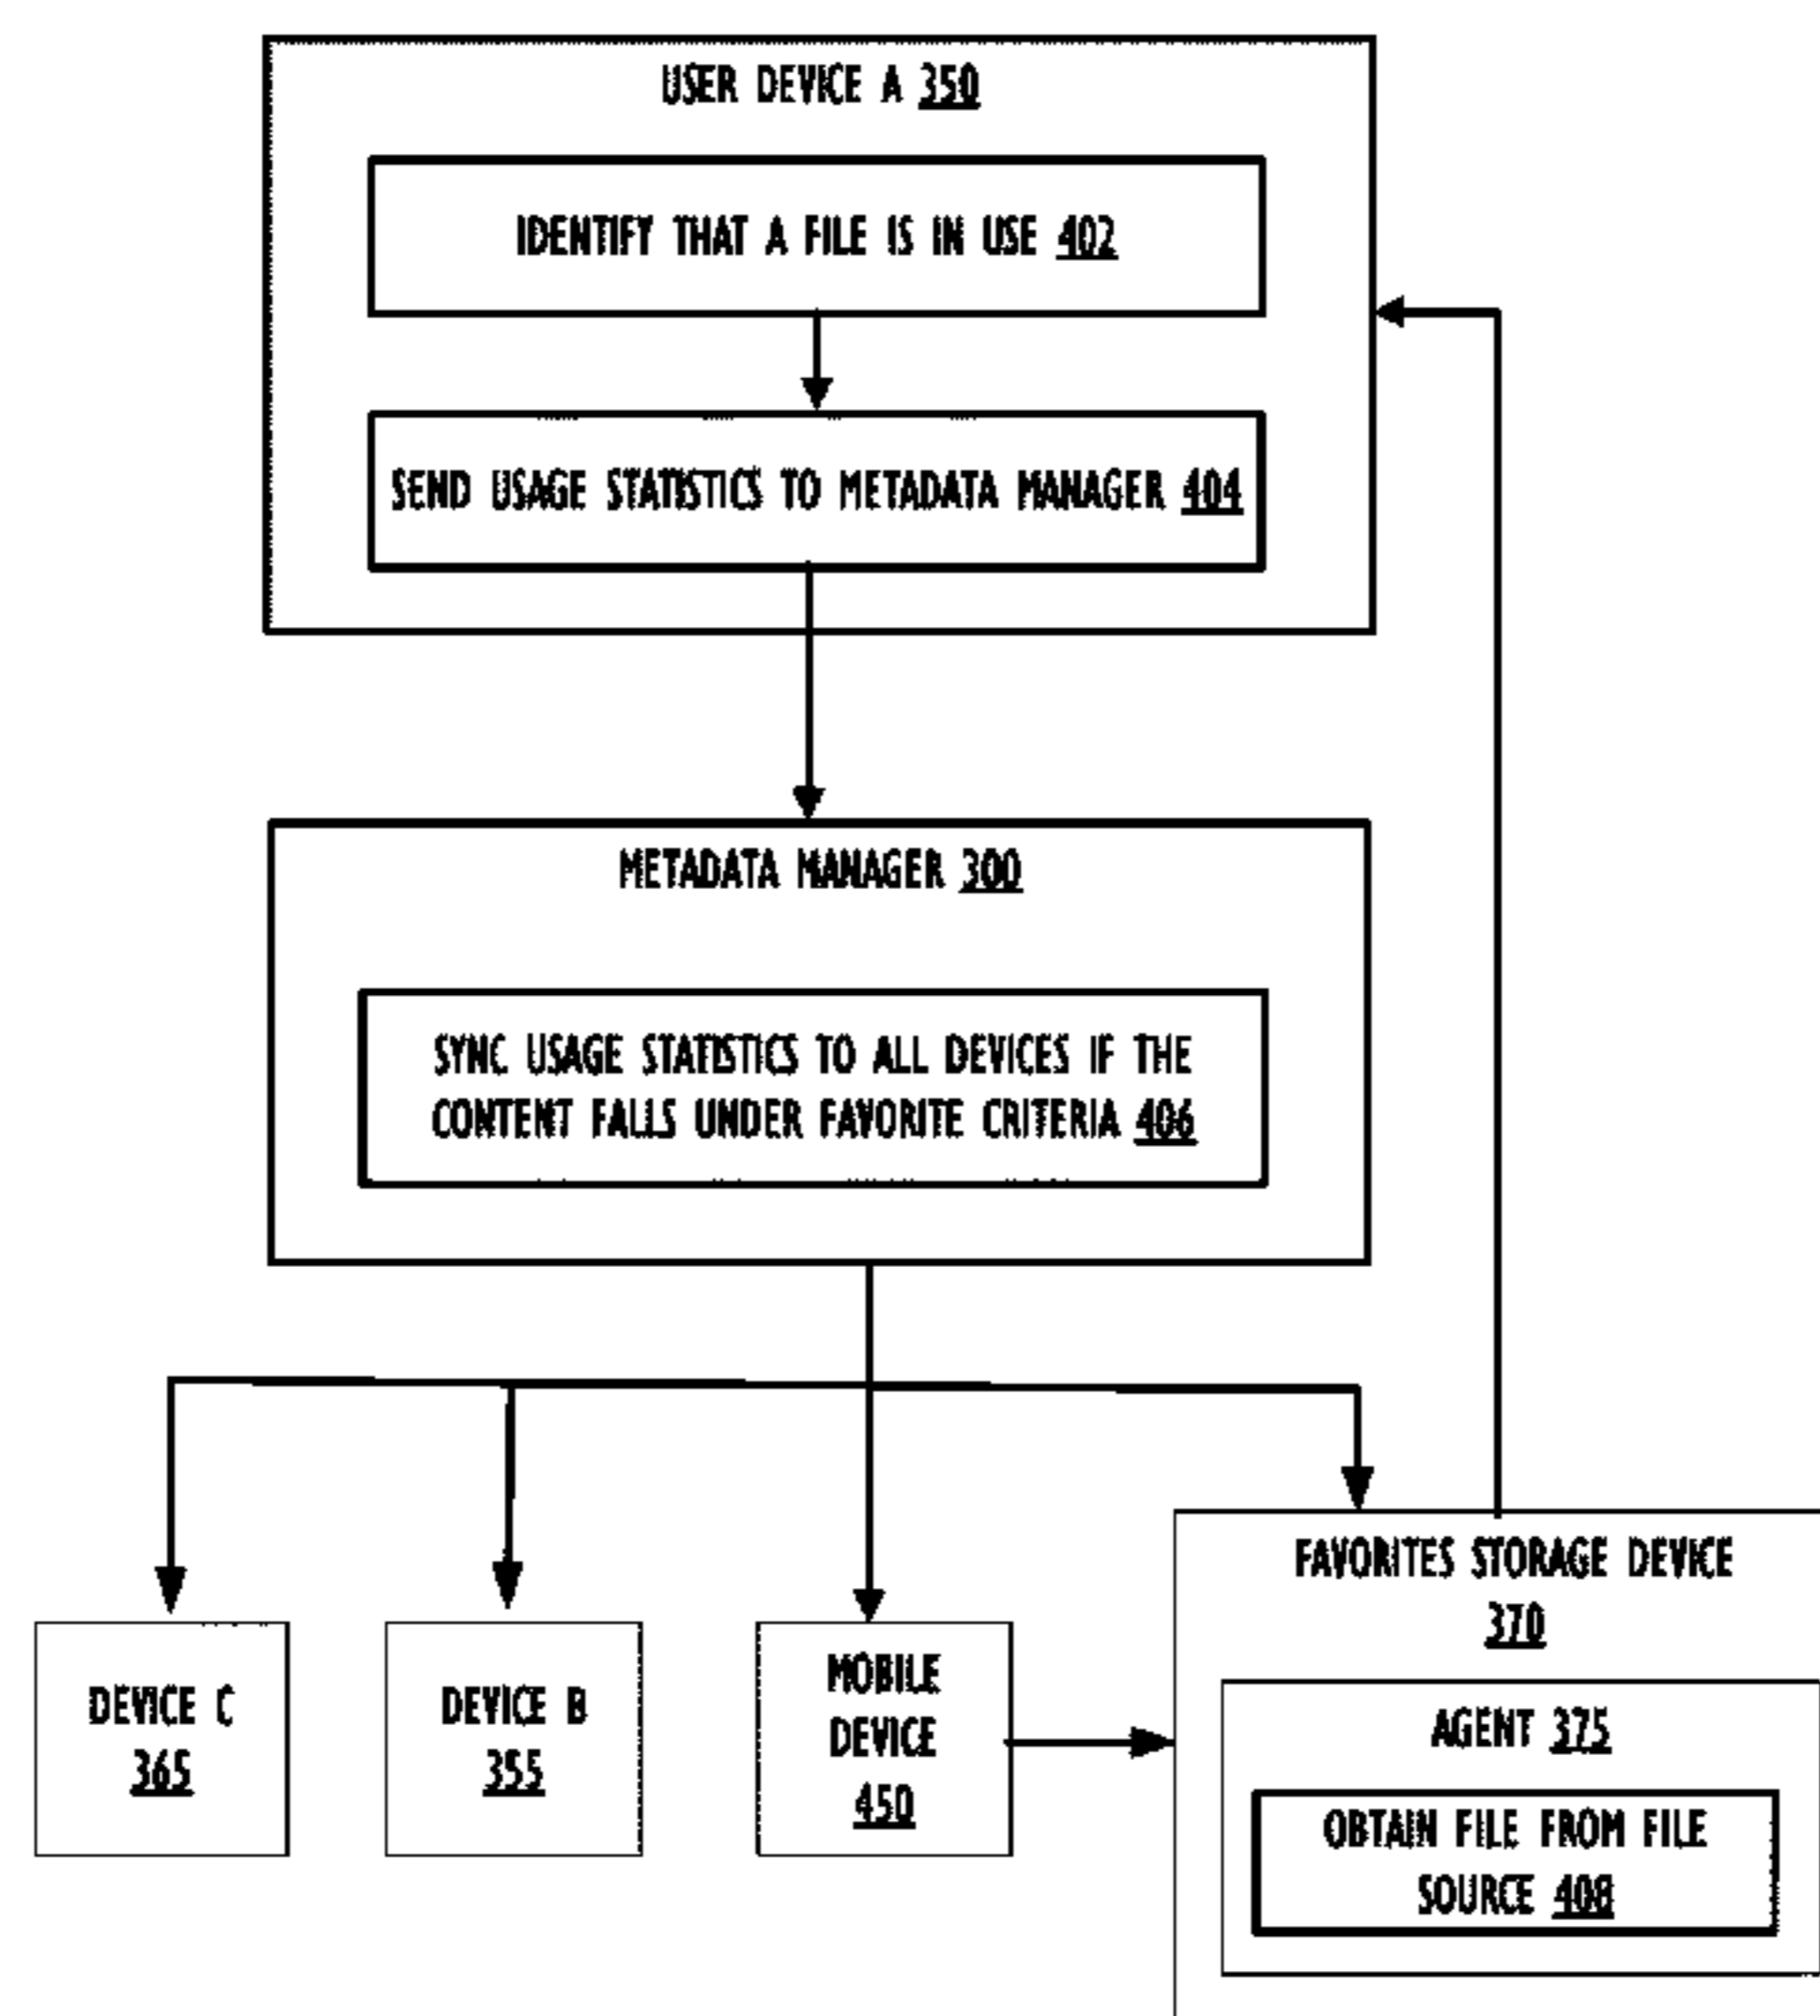 USER DEVICE A 350
IDENTIFY THAT A FILE IS IN USE 402
SEND USAGE STATISTICS TO METADATA MANAGER 404
METADATA MANAGER 300
SYNC USAGE STATISTICS TO ALL DEVICES IF THE
CONTENT FALLS UNDER FAVORITE CRITERIA 406
DEVICE C
365
DEVICE B
355
MOBILE
DEVICE
450
FAVORITES STORAGE DEVICE
370
AGENT 375
OBTAIN FILE FROM FILE
SOURCE 408